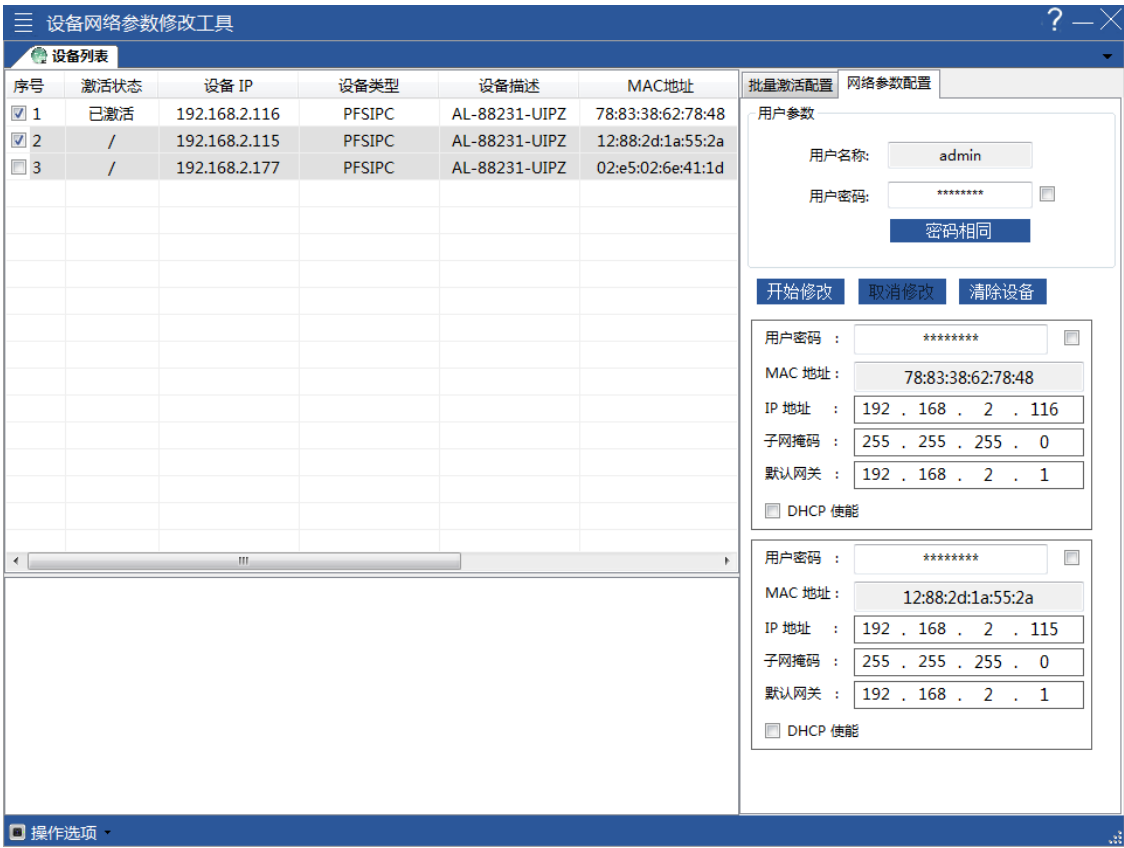 设备网络参数修改工具
?
设备列表
序号 激活状态 设备 IP 设备类型 设备描述 MAC地址
1 已激活 192.168.2.116 PFSIPC AL-88231-UIPZ 78:83:38:62:78:48
2 / 192.168.2.115 PFSIPC AL-88231-UIPZ 12:88:2d:1a:55:2a
3 / 192.168.2.177 PFSIPC AL-88231-UIPZ 02:e5:02:6e:41:1d
批量激活配置 网络参数配置
用户参数
用户名称: admin
用户密码: ********
密码相同
开始修改 取消修改 清除设备
用户密码 : ********
MAC 地址 : 78:83:38:62:78:48
IP 地址 : 192 . 168 . 2 . 116
子网掩码 : 255 . 255 . 255 . 0
默认网关 : 192 . 168 . 2 . 1
DHCP 使能
用户密码 : ********
MAC 地址 : 12:88:2d:1a:55:2a
IP 地址 : 192 . 168 . 2 . 115
子网掩码 : 255 . 255 . 255 . 0
默认网关 : 192 . 168 . 2 . 1
DHCP 使能
操作选项